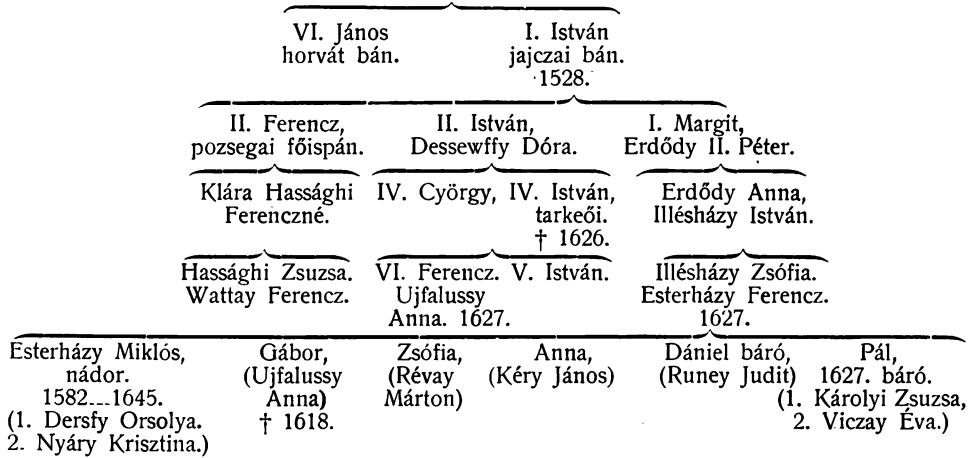 VI. János I. István
horvát bán. jajczai bán.
1528.
II. Ferencz, II. István, I. Margit,
pozsegai főispán. Dessewffy Dóra. Erdődy II. Péter.
Klára Hassághi IV. Cyörgy, IV. István, Erdődy Anna,
Ferenczné. tarkeői. Illésházy István.
† 1626.
Hassághi Zsuzsa. VI. Ferencz. V. István. Illésházy Zsófia.
Wattay Ferencz. Ujfalussy Esterházy Ferencz.
Anna. 1627. 1627.
Esterházy Miklós, Gábor, Zsófia, Anna, Dániel báró, Pál,
nádor. (Ujfalussy (Révay (Kéry János) (Runey Judit) 1627. báró.
1582---1645. Anna) Márton) (1. Károlyi Zsuzsa,
(1. Dersfy Orsolya. † 1618. 2. Viczay Éva.)
2. Nyáry Krisztina.)